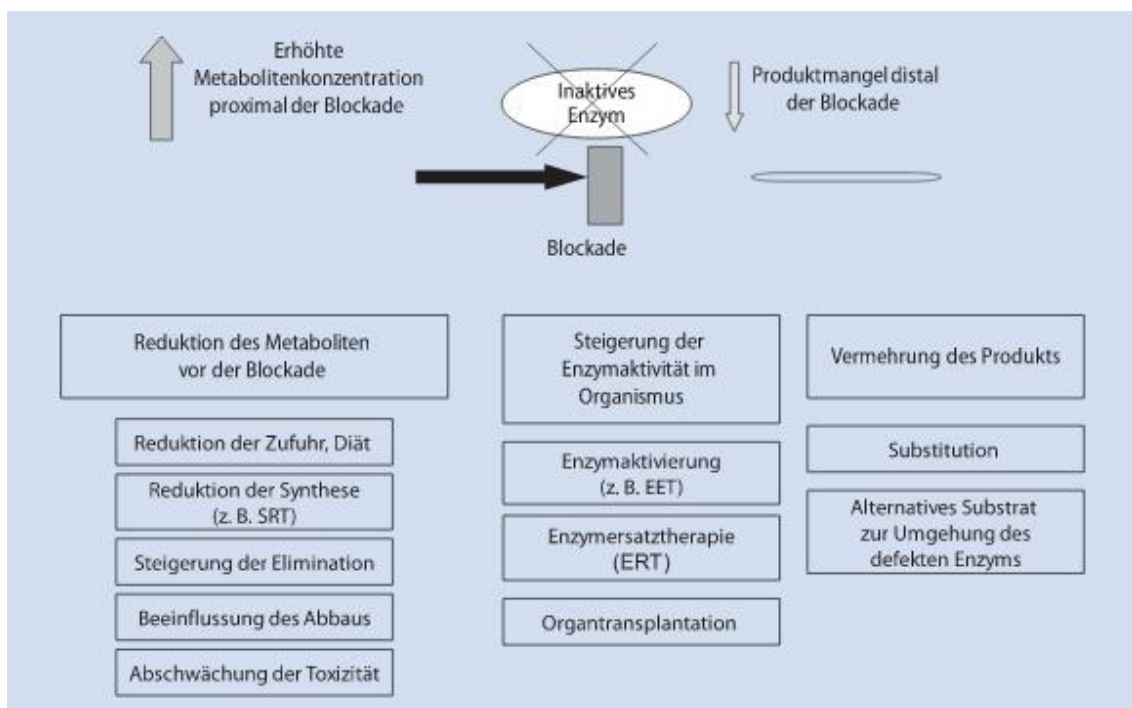 Erhöhte
Metabolitenkonzentration
proximal der Blockade
Inaktives
Enzym
Produktmangel distal
der Blockade
Blockade
Reduktion des Metaboliten
vor der Blockade
Reduktion der Zufuhr, Diät
Reduktion der Synthese
(z. B. SRT)
Steigerung der Elimination
Beeinflussung des Abbaus
Abschwächung der Toxizität
Steigerung der
Enzymaktivität im
Organismus
Enzymaktivierung
(z. B. EET)
Enzymersatztherapie
(ERT)
Organtransplantation
Vermehrung des Produkts
Substitution
Alternatives Substrat
zur Umgehung des
defekten Enzyms